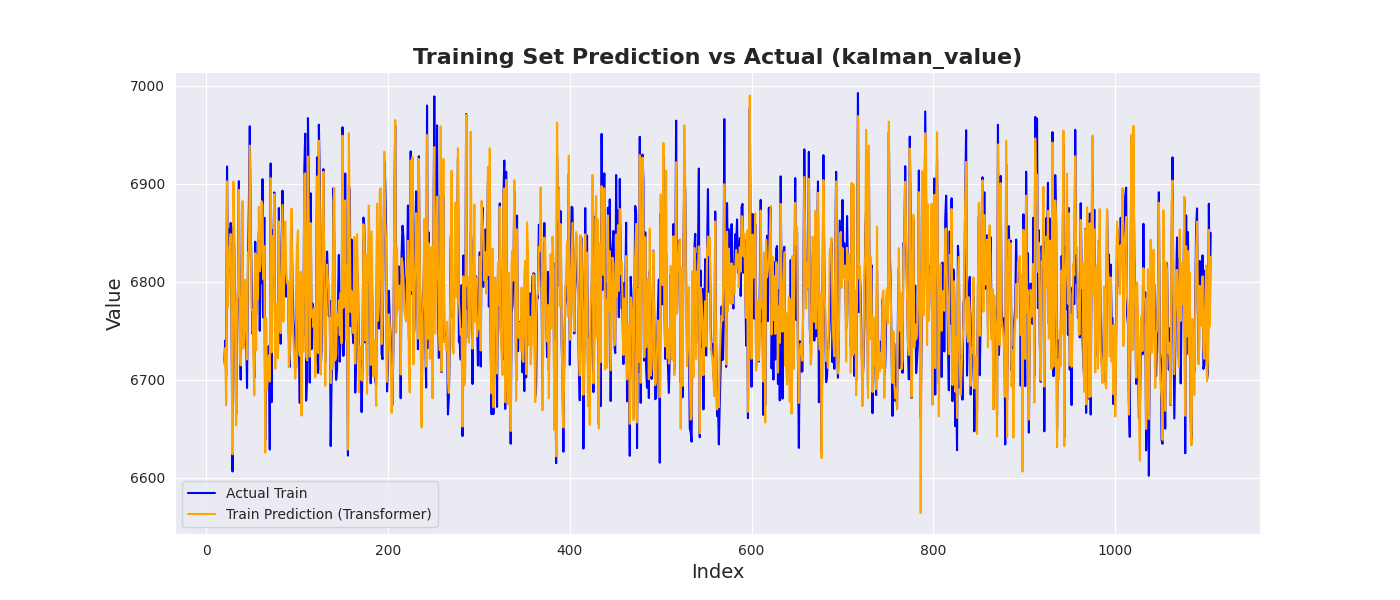 Training Set Prediction vs Actual (kalman_value)
7000
6900
6800
6700
6600
Value
Actual Train
Train Prediction (Transformer)
0 200 400 600 800 1000
Index